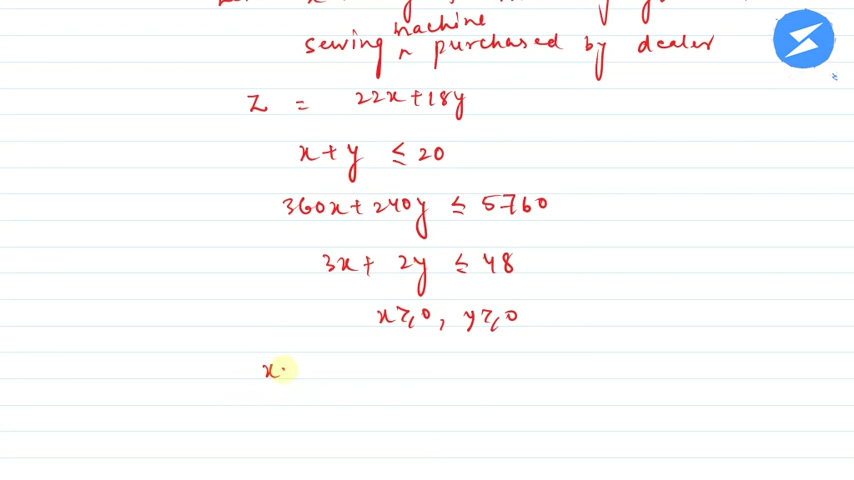 sewing machine purchased by dealer
Z = 22x+18y
x+y ≤ 20
360x+240y ≤ 5760
3x+ 2y ≤ 48
x≥0, y≥0
x